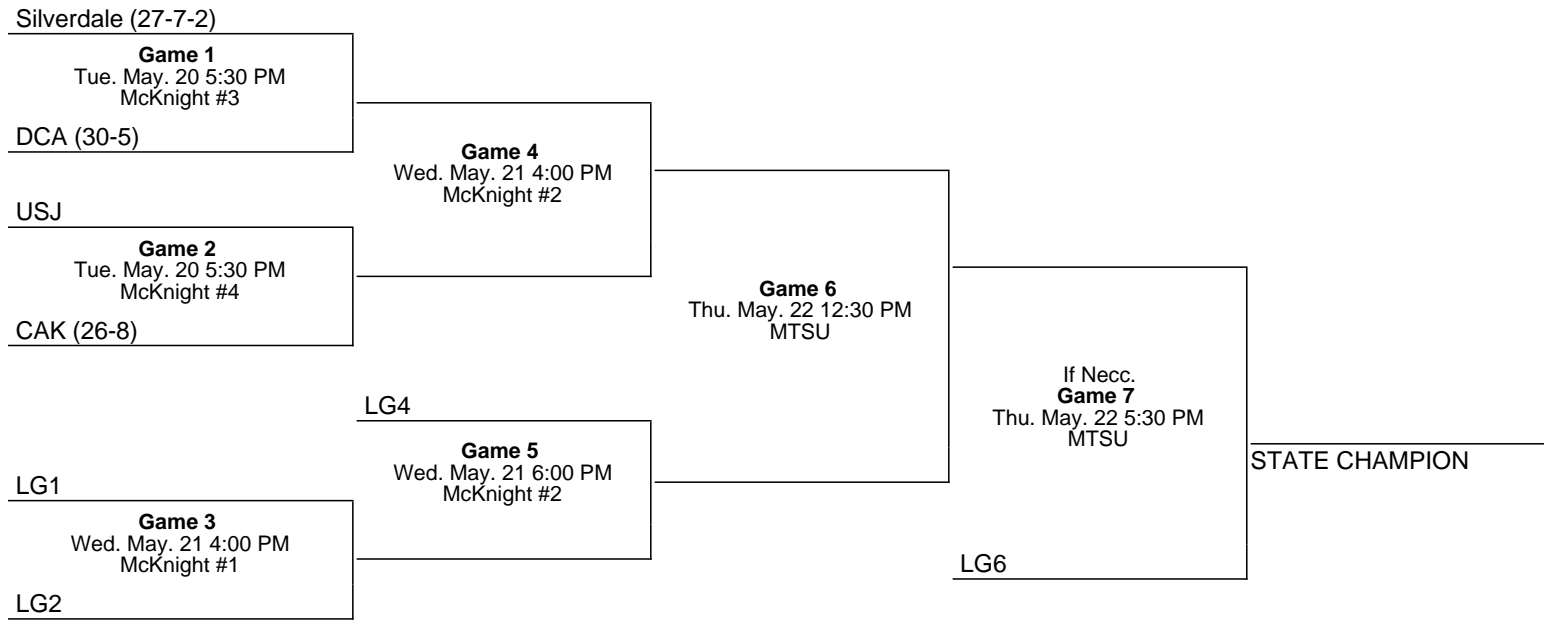 Silverdale (27-7-2)
Game 1
Tue. May. 20 5:30 PM
McKnight #3
DCA (30-5)
USJ
Game 2
Tue. May. 20 5:30 PM
McKnight #4
CAK (26-8)
LG1
Game 3
Wed. May. 21 4:00 PM
McKnight #1
LG2
Game 4
Wed. May. 21 4:00 PM
McKnight #2
LG4
Game 5
Wed. May. 21 6:00 PM
McKnight #2
Game 6
Thu. May. 22 12:30 PM
MTSU
If Necc.
Game 7
Thu. May. 22 5:30 PM
MTSU
LG6
STATE CHAMPION